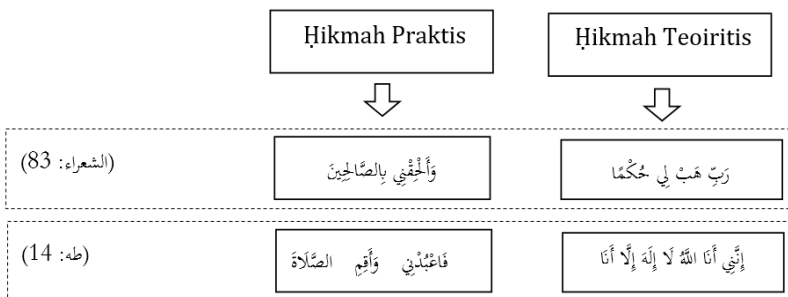 Ḥikmah Praktis
Ḥikmah Teoiritis
(الشعراء: 83)
وَأَلْحِقْنِي بِالصَّالِحِينَ
رَبِّ هَبْ لِي حُكْمًا
(طه: 14)
فَاعْبُدْنِي وَأَقِمِ الصَّلَاةَ
إِنَّنِي أَنَا اللَّهُ لَا إِلَهَ إِلَّا أَنَا